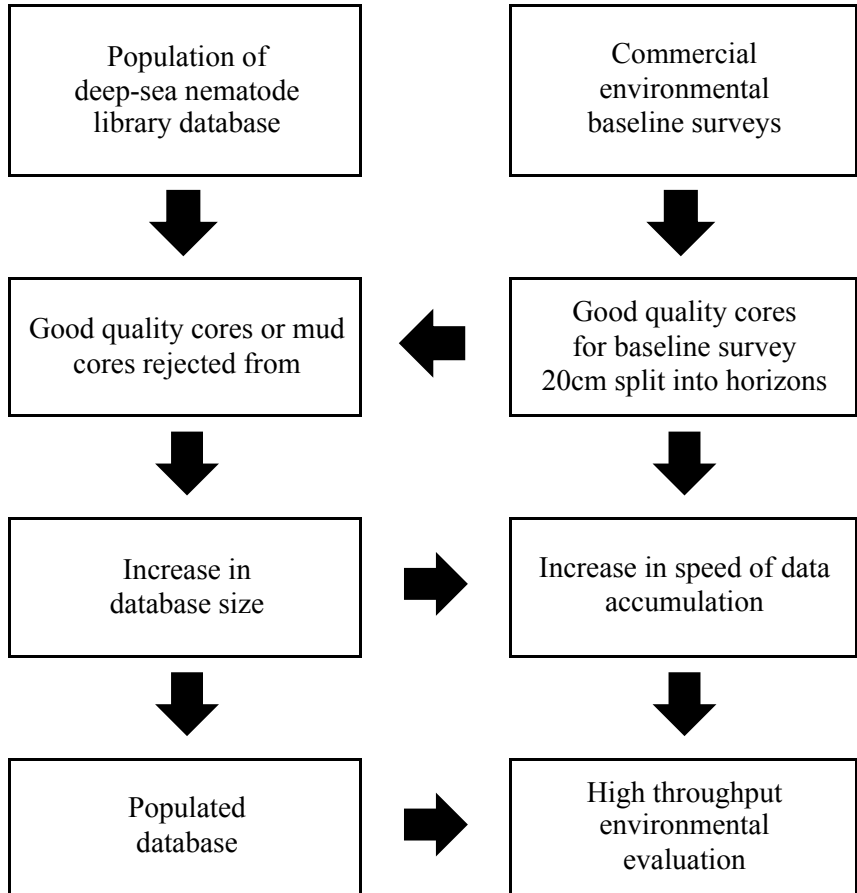 Population of
deep-sea nematode
library database
Commercial
environmental
baseline surveys
Good quality cores or mud
cores rejected from
Good quality cores
for baseline survey
20cm split into horizons
Increase in
database size
Increase in speed of data
accumulation
Populated
database
High throughput
environmental
evaluation